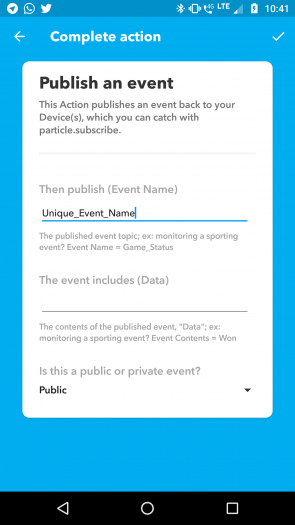 4G LTE 10:41
Complete action
Publish an event
This Action publishes an event back to your
Device(s), which you can catch with
particle.subscribe.
Then publish (Event Name)
Unique_Event_Name
The published event topic; ex: monitoring a sporting
event? Event Name = Game_Status
The event includes (Data)
The contents of the published event, "Data"; ex:
monitoring a sporting event? Event Contents = Won
Is this a public or private event?
Public